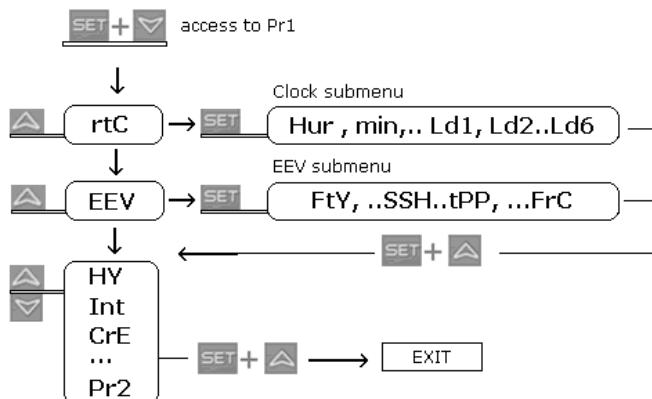 SET + access to Pr1
Clock submenu
rtC SET Hur , min,.. Ld1, Ld2..Ld6
EEV submenu
EEV SET FtY, ..SSH..tPP, ...FrC
SET +
HY
Int
CrE
...
SET + EXIT
Pr2